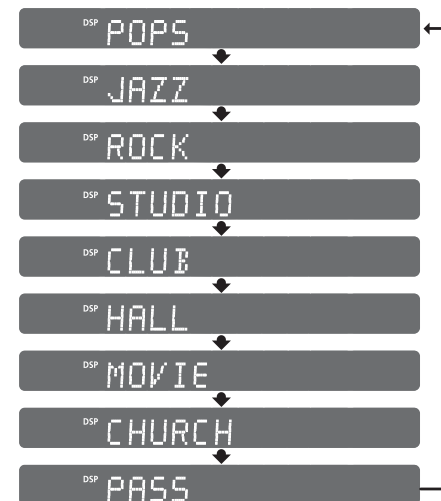 DSP POPS
DSP JAZZ
DSP ROCK
DSP STUDIO
DSP CLUB
DSP HALL
DSP MOVIE
DSP CHURCH
DSP PASS